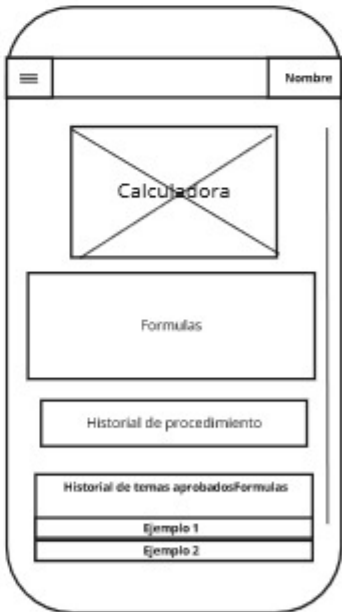 Nombre
Calculadora
Formulas
Historial de procedimiento
Historial de temas aprobadosFormulas
Ejemplo 1
Ejemplo 2